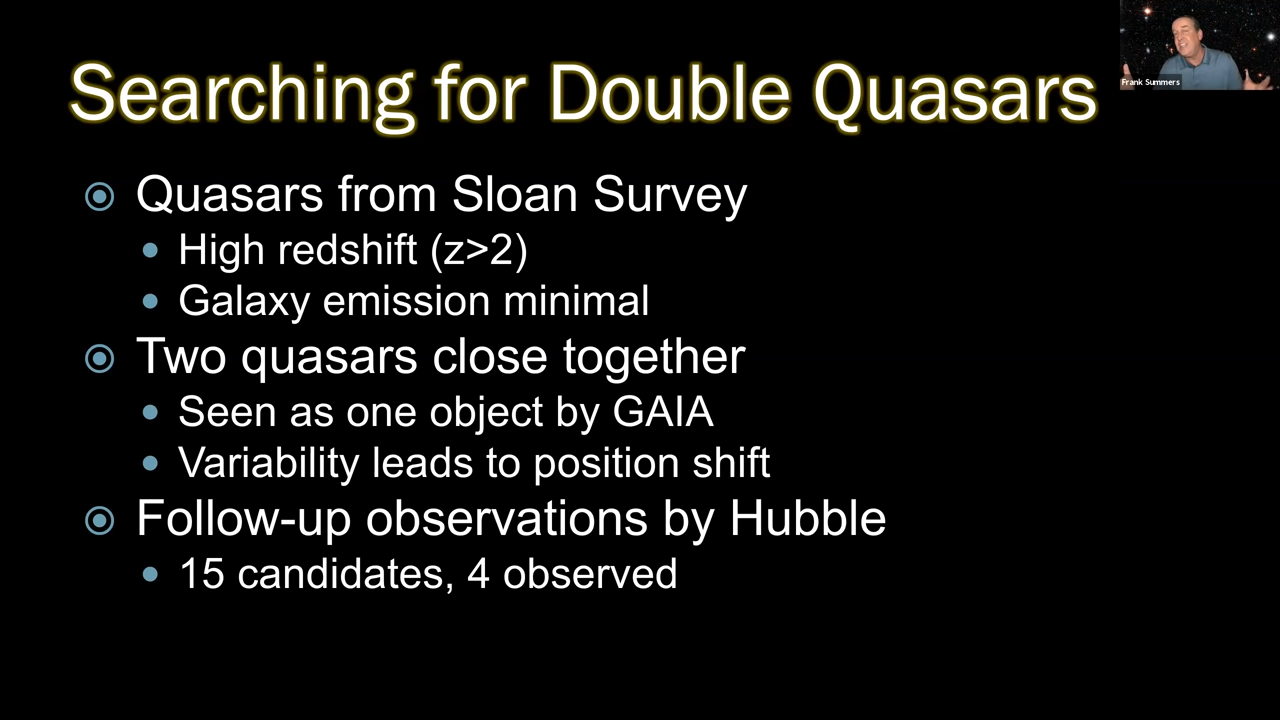 Searching for Double Quasars
Frank Summers
Quasars from Sloan Survey
High redshift (z>2)
Galaxy emission minimal
Two quasars close together
Seen as one object by GAIA
Variability leads to position shift
Follow-up observations by Hubble
15 candidates, 4 observed